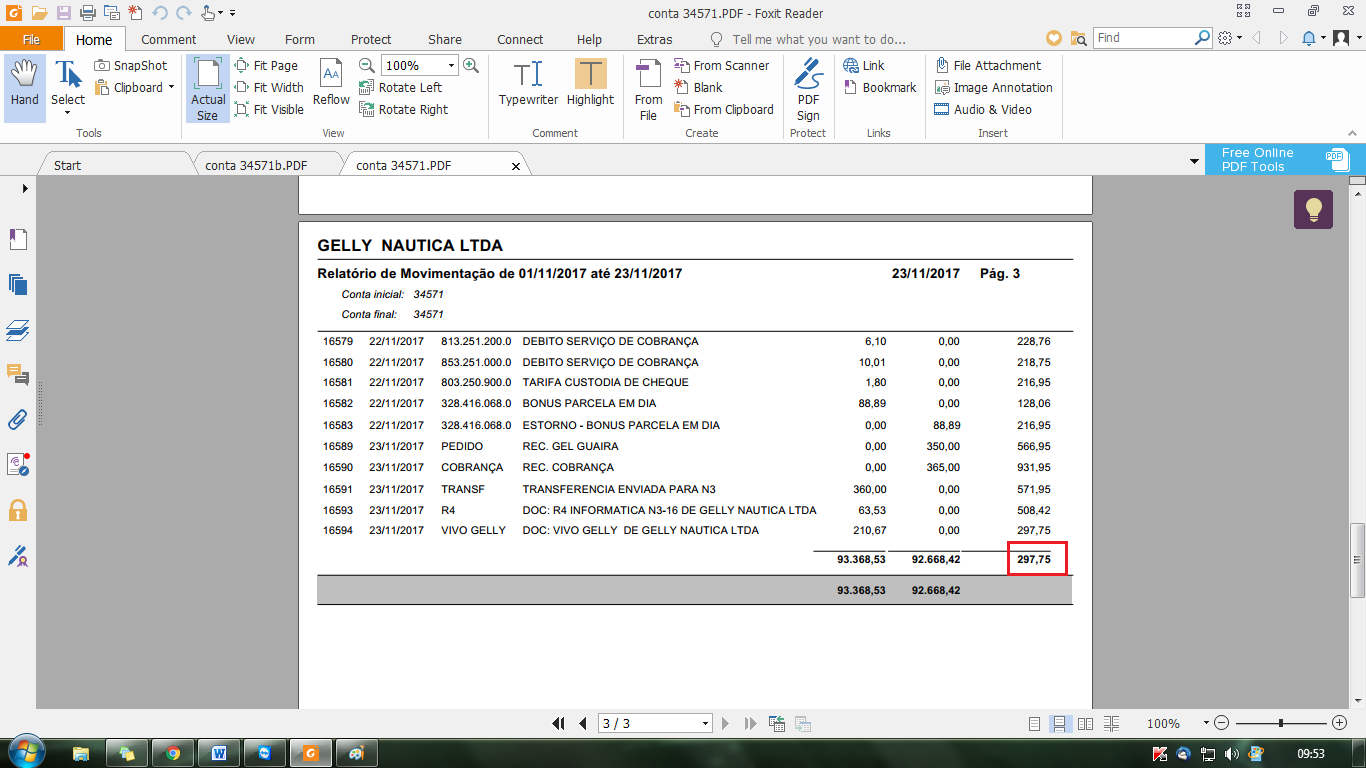 conta 34571.PDF - Foxit Reader
File Home Comment View Form Protect Share Connect Help Extras Tell me what you want to do... Find
Hand Select SnapShot Clipboard Actual Size Fit Page Fit Width Fit Visible Reflow 100% Rotate Left Rotate Right Typewriter Highlight From File From Scanner Blank From Clipboard PDF Sign Link Bookmark File Attachment Image Annotation Audio & Video
Tools View Comment Create Protect Links Insert
Start conta 34571b.PDF conta 34571.PDF Free Online PDF Tools
GELLY NAUTICA LTDA
Relatório de Movimentação de 01/11/2017 até 23/11/2017 23/11/2017 Pág. 3
Conta inicial: 34571
Conta final: 34571
16579 22/11/2017 813.251.200.0 DEBITO SERVIÇO DE COBRANÇA 6,10 0,00 228,76
16580 22/11/2017 853.251.000.0 DEBITO SERVIÇO DE COBRANÇA 10,01 0,00 218,75
16581 22/11/2017 803.250.900.0 TARIFA CUSTODIA DE CHEQUE 1,80 0,00 216,95
16582 22/11/2017 328.416.068.0 BONUS PARCELA EM DIA 88,89 0,00 128,06
16583 22/11/2017 328.416.068.0 ESTORNO - BONUS PARCELA EM DIA 0,00 88,89 216,95
16589 23/11/2017 PEDIDO REC. GEL GUAIRA 0,00 350,00 566,95
16590 23/11/2017 COBRANÇA REC. COBRANÇA 0,00 365,00 931,95
16591 23/11/2017 TRANSF TRANSFERENCIA ENVIADA PARA N3 360,00 0,00 571,95
16593 23/11/2017 R4 DOC: R4 INFORMATICA N3-16 DE GELLY NAUTICA LTDA 63,53 0,00 508,42
16594 23/11/2017 VIVO GELLY DOC: VIVO GELLY DE GELLY NAUTICA LTDA 210,67 0,00 297,75
93.368,53 92.668,42 297,75
93.368,53 92.668,42
3 / 3 100%
09:53